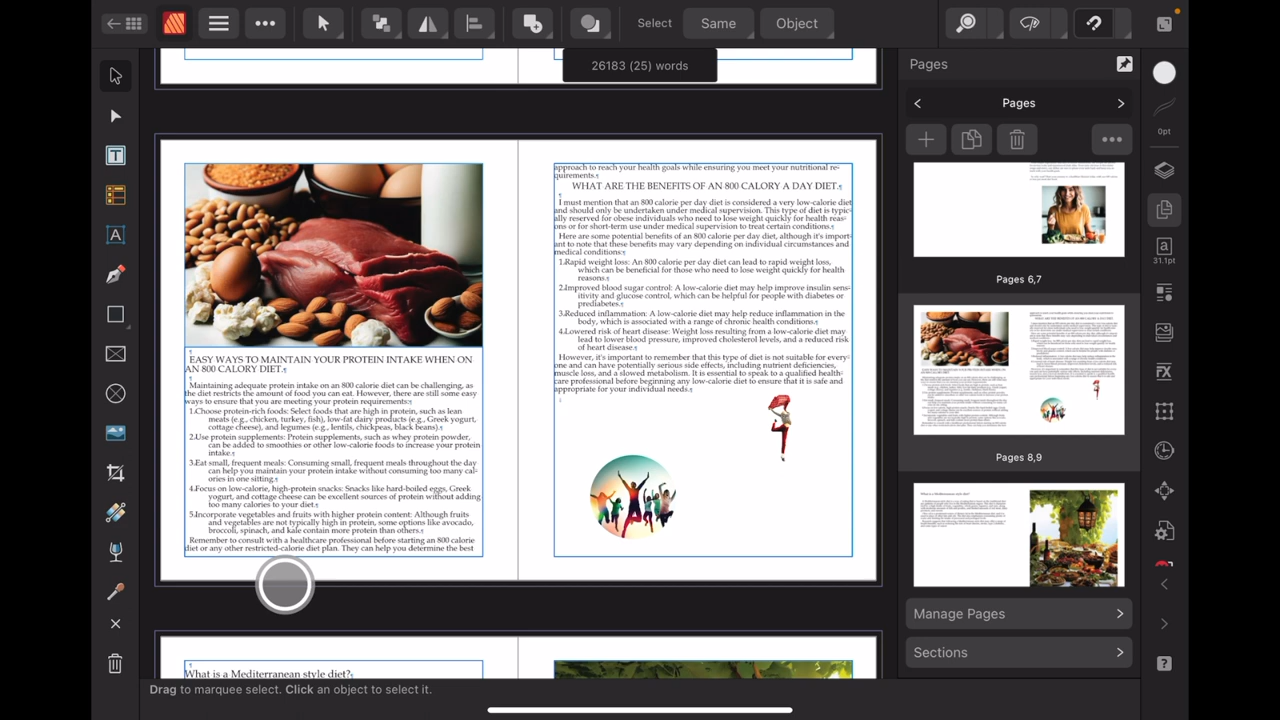 Select
Same
Object
26183 (25) words
Pages
Pages
0pt
31.1pt
FX
Pages 6,7
Pages 8,9
Manage Pages
Sections
approach to reach your health goals while ensuring you meet your nutritional re-
quirements.¶
WHAT ARE THE BENEFITS OF AN 800 CALORY A DAY DIET.¶
¶
I must mention that an 800 calorie per day diet is considered a very low-calorie diet
and should only be undertaken under medical supervision. This type of diet is typic-
ally reserved for obese individuals who need to lose weight quickly for health reas-
ons or for short-term use under medical supervision to treat certain conditions.¶
Here are some potential benefits of an 800 calorie per day diet, although it's import-
ant to note that these benefits may vary depending on individual circumstances and
medical conditions:¶
1.Rapid weight loss: An 800 calorie per day diet can lead to rapid weight loss,
which can be beneficial for those who need to lose weight quickly for health
reasons.¶
2.Improved blood sugar control: A low-calorie diet may help improve insulin sens-
itivity and glucose control, which can be helpful for people with diabetes or
prediabetes.¶
3.Reduced inflammation: A low-calorie diet may help reduce inflammation in the
body, which is associated with a range of chronic health conditions.¶
4.Lowered risk of heart disease: Weight loss resulting from a low-calorie diet may
lead to lower blood pressure, improved cholesterol levels, and a reduced risk
of heart disease.¶
However, it's important to remember that this type of diet is not suitable for every-
one and can have potentially serious side effects, including nutrient deficiencies,
muscle loss, and a slowed metabolism. It is essential to speak to a qualified health-
care professional before beginning any low-calorie diet to ensure that it is safe and
appropriate for your individual needs.¶
¶
EASY WAYS TO MAINTAIN YOUR PROTEIN INTAKE WHEN ON
AN 800 CALORY DIET.¶
¶
Maintaining adequate protein intake on an 800 calorie diet can be challenging, as
the diet restricts the amount of food you can eat. However, there are still some easy
ways to ensure that you are meeting your protein requirements:¶
1.Choose protein-rich foods: Select foods that are high in protein, such as lean
meats (e.g., chicken, turkey, fish), low-fat dairy products (e.g., Greek yogurt,
cottage cheese), and legumes (e.g., lentils, chickpeas, black beans).¶
2.Use protein supplements: Protein supplements, such as whey protein powder,
can be added to smoothies or other low-calorie foods to increase your protein
intake.¶
3.Eat small, frequent meals: Consuming small, frequent meals throughout the day
can help you maintain your protein intake without consuming too many cal-
ories in one sitting.¶
4.Focus on low-calorie, high-protein snacks: Snacks like hard-boiled eggs, Greek
yogurt, and cottage cheese can be excellent sources of protein without adding
too many calories to your diet.¶
5.Incorporate vegetables and fruits with higher protein content: Although fruits
and vegetables are not typically high in protein, some options like avocado,
broccoli, spinach, and kale contain more protein than others.¶
Remember to consult with a healthcare professional before starting an 800 calorie
diet or any other restricted-calorie diet plan. They can help you determine the best
¶
What is a Mediterranean style diet?¶
Drag to marquee select. Click an object to select it.